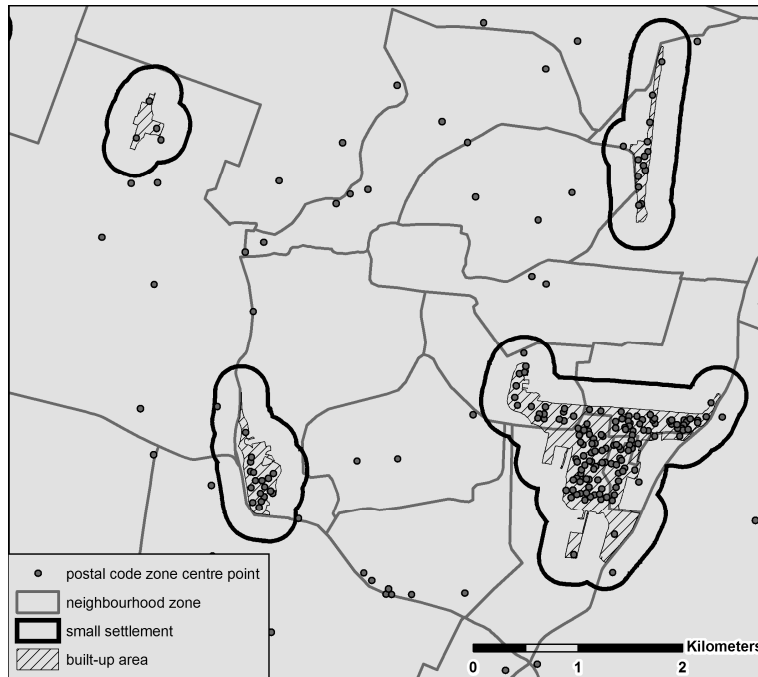 postal code zone centre point
neighbourhood zone
small settlement
built-up area
Kilometers
0 1 2